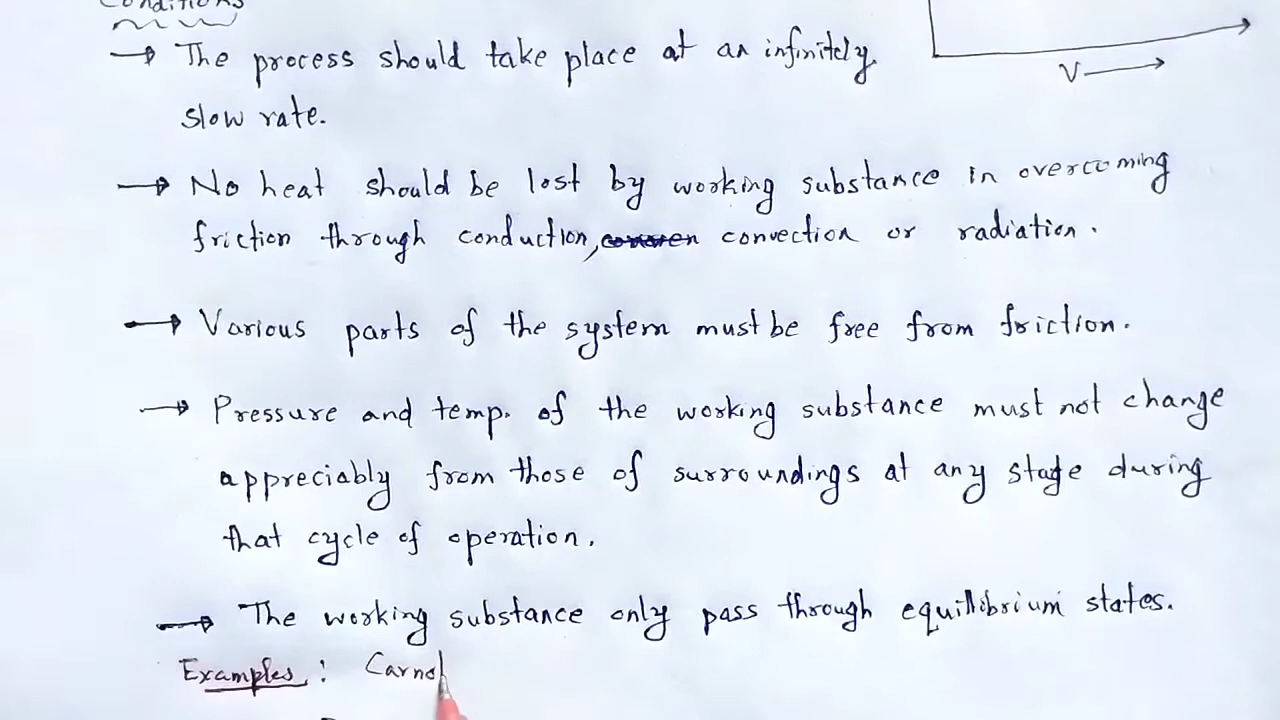 Conditions
V
→ The process should take place at an infinitely
slow rate.
→ No heat should be lost by working substance in overcoming
friction through conduction, convection or radiation.
→ Various parts of the system must be free from friction.
→ Pressure and temp. of the working substance must not change
appreciably from those of surroundings at any stage during
that cycle of operation.
→ The working substance only pass through equillibrium states.
Examples : Carno